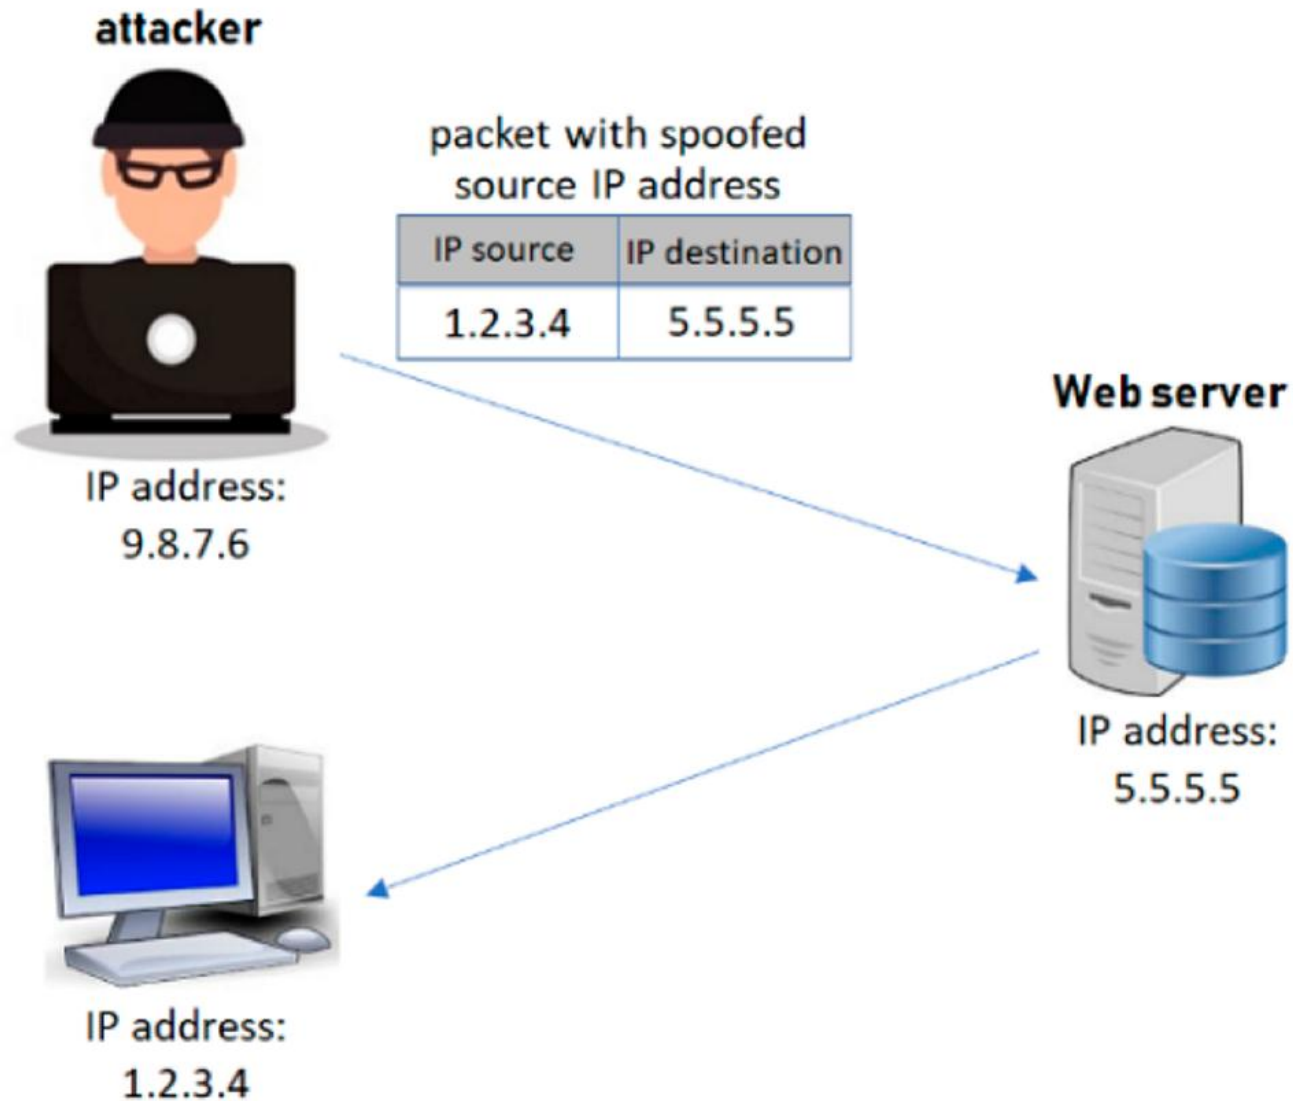 attacker
packet with spoofed
source IP address
IP source IP destination
1.2.3.4 5.5.5.5
IP address:
9.8.7.6
Web server
IP address:
5.5.5.5
IP address:
1.2.3.4